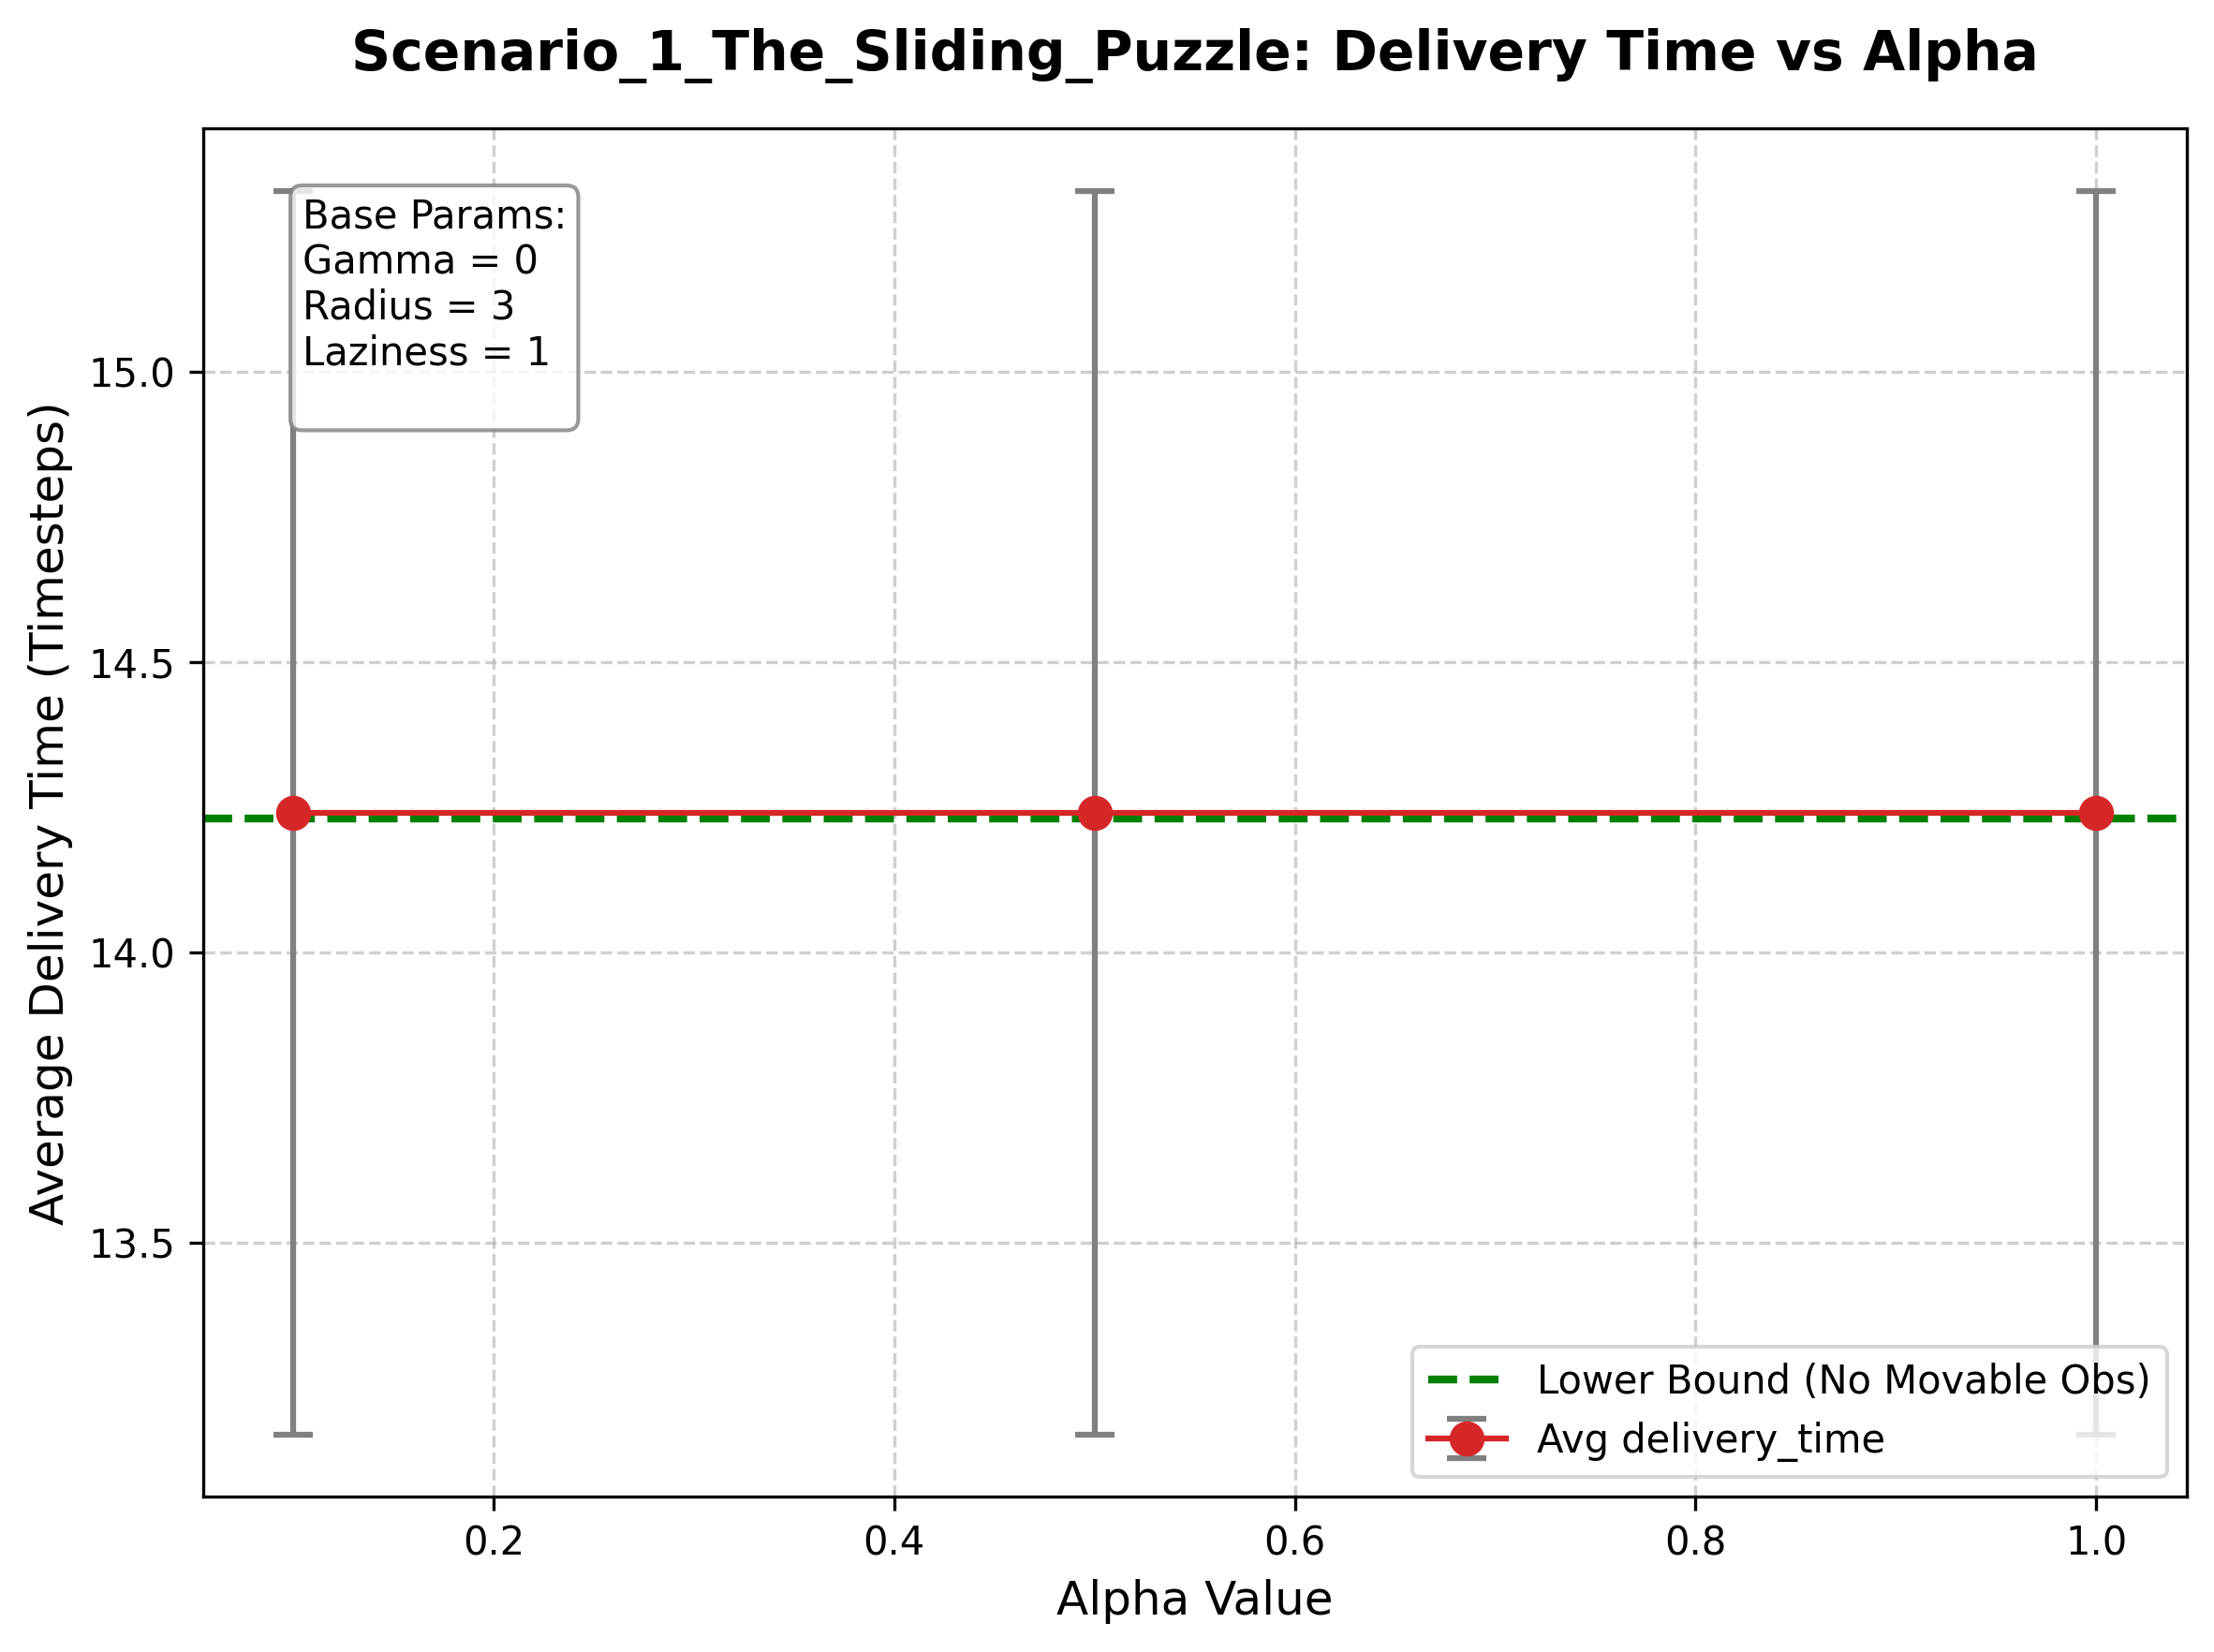 Scenario_1_The_Sliding_Puzzle: Delivery Time vs Alpha
Base Params:
Gamma = 0
Radius = 3
Laziness = 1
Average Delivery Time (Timesteps)
15.0
14.5
14.0
13.5
Lower Bound (No Movable Obs)
Avg delivery_time
0.2 0.4 0.6 0.8 1.0
Alpha Value